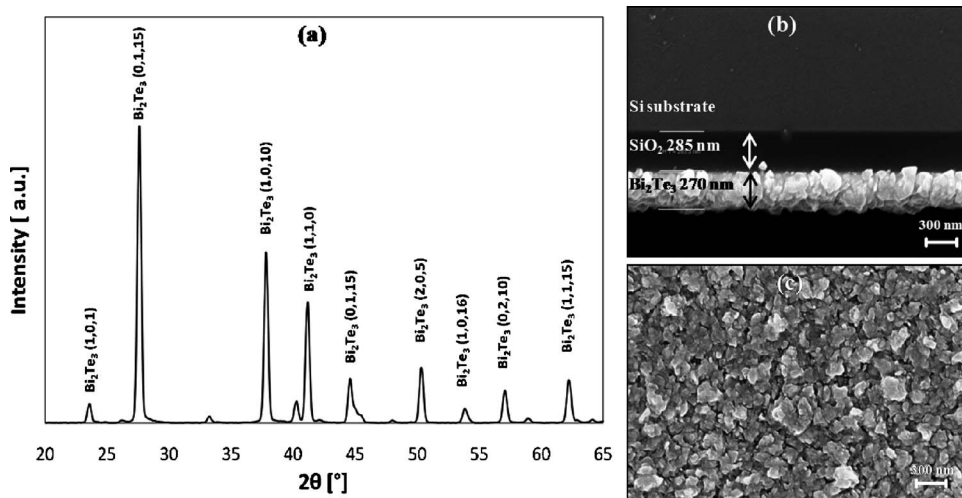 (a)
Intensity [ a.u.]
Bi₂Te₃ (1,0,1)
Bi₂Te₃ (0,1,15)
Bi₂Te₃ (1,0,10)
Bi₂Te₃ (1,1,0)
Bi₂Te₃ (0,1,15)
Bi₂Te₃ (2,0,5)
Bi₂Te₃ (1,0,16)
Bi₂Te₃ (0,2,10)
Bi₂Te₃ (1,1,15)
20 25 30 35 40 45 50 55 60 65
2θ [°]
(b)
Si substrate
SiO₂ 285 nm
Bi₂Te₃ 270 nm
300 nm
(c)
300 nm